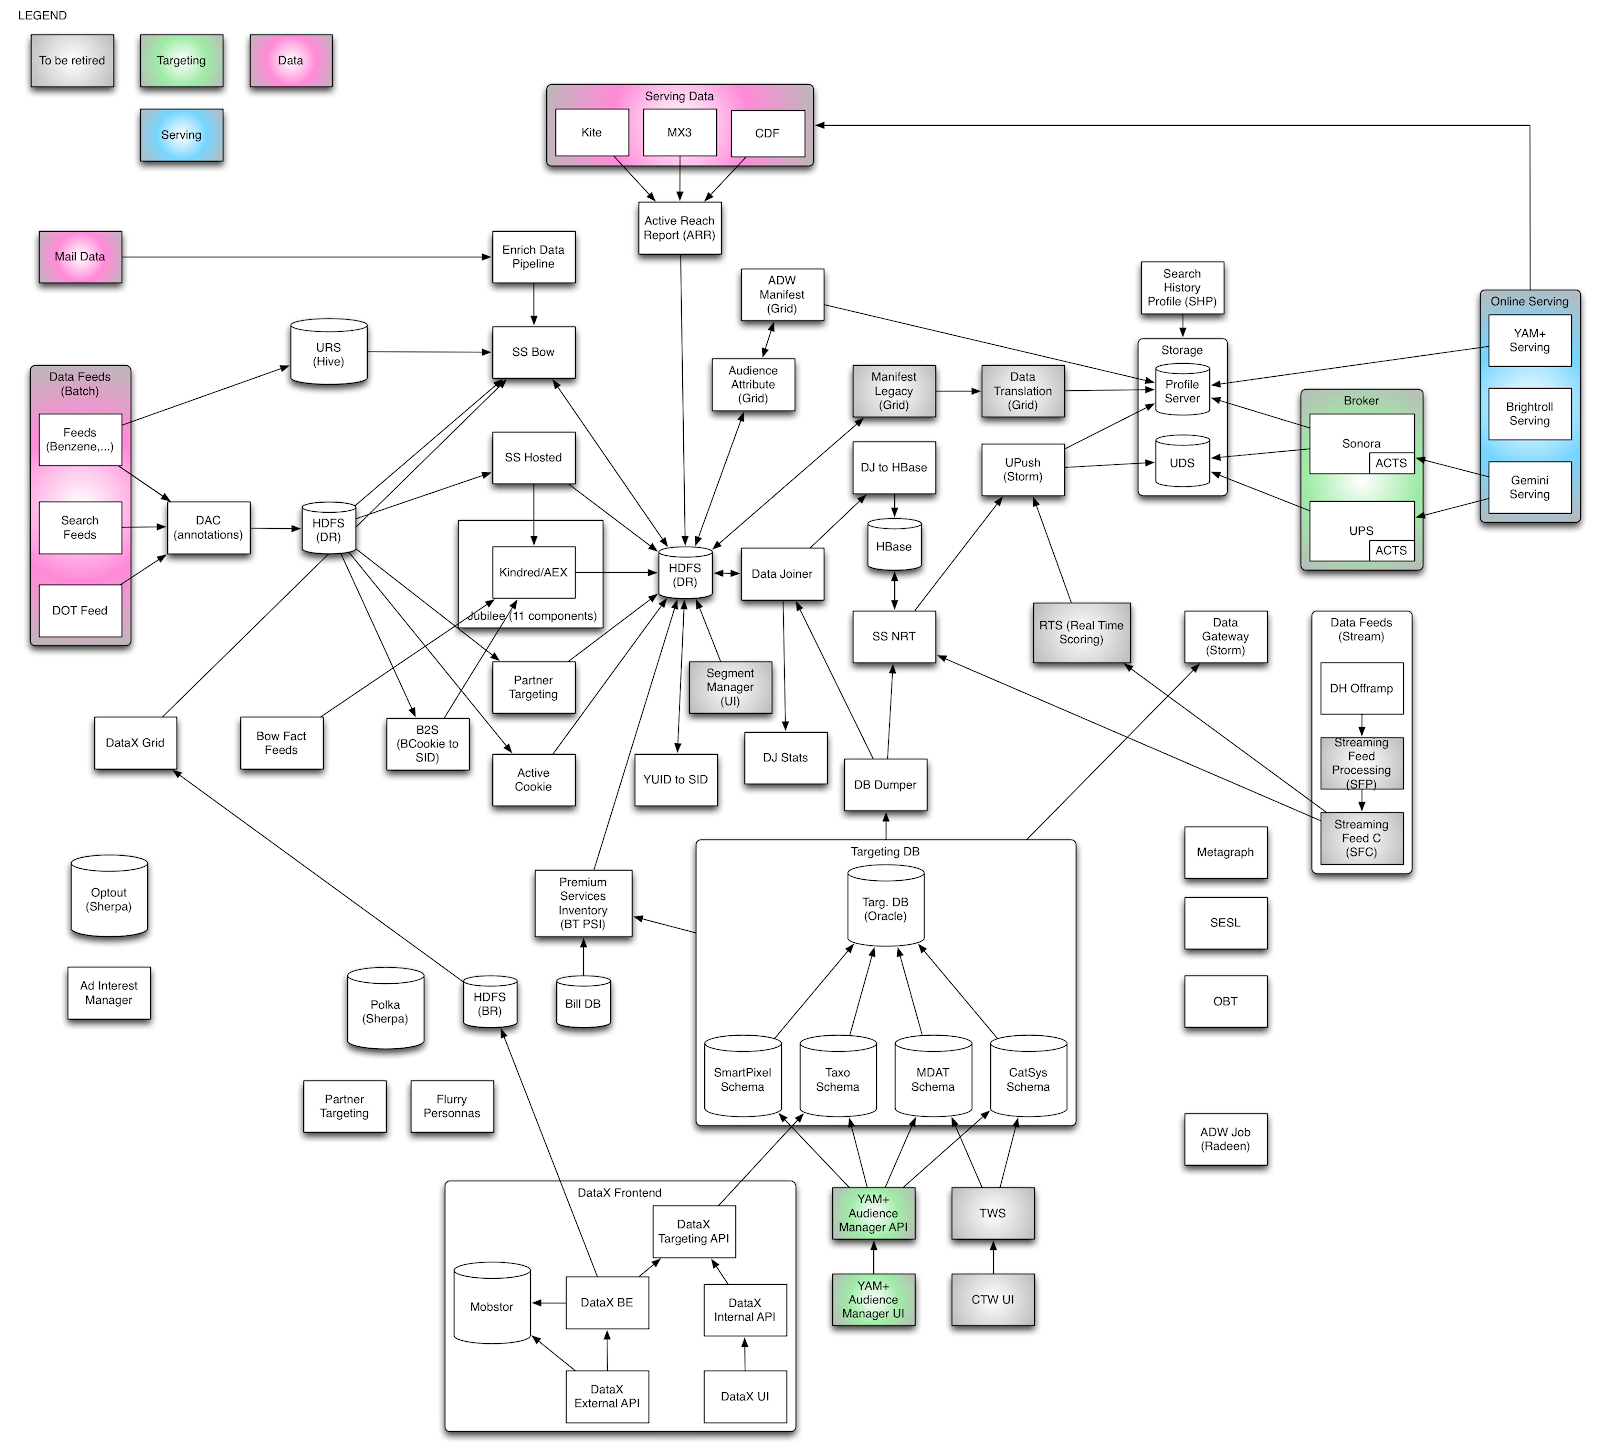 LEGEND
To be retired
Targeting
Data
Serving
Serving Data
Kite
MX3
CDF
Active Reach
Report (ARR)
Mail Data
Enrich Data
Pipeline
ADW
Manifest
(Grid)
Search
History
Profile (SHP)
Online Serving
YAM+
Serving
Brightroll
Serving
Gemini
Serving
URS
(Hive)
SS Bow
Audience
Attribute
(Grid)
Manifest
Legacy
(Grid)
Data
Translation
(Grid)
Storage
Profile
Server
UDS
Broker
Sonora
ACTS
UPS
ACTS
Data Feeds
(Batch)
Feeds
(Benzene,...)
Search
Feeds
DOT Feed
DAC
(annotations)
HDFS
(DR)
SS Hosted
Kindred/AEX
Jubilee (11 components)
HDFS
(DR)
Data Joiner
DJ to HBase
HBase
UPush
(Storm)
SS NRT
RTS (Real Time
Scoring)
Data
Gateway
(Storm)
Data Feeds
(Stream)
DH Offramp
Streaming
Feed
Processing
(SFP)
Streaming
Feed C
(SFC)
Partner
Targeting
Segment
Manager
(UI)
DataX Grid
Bow Fact
Feeds
B2S
(BCookie to
SID)
Active
Cookie
YUID to SID
DJ Stats
DB Dumper
Optout
(Sherpa)
Ad Interest
Manager
Premium
Services
Inventory
(BT PSI)
Targeting DB
Targ. DB
(Oracle)
SmartPixel
Schema
Taxo
Schema
MDAT
Schema
CatSys
Schema
Metagraph
SESL
OBT
ADW Job
(Radeen)
Polka
(Sherpa)
HDFS
(BR)
Bill DB
Partner
Targeting
Flurry
Personnas
DataX Frontend
DataX
Targeting API
Mobstor
DataX BE
DataX
Internal API
DataX
External API
DataX UI
YAM+
Audience
Manager API
TWS
YAM+
Audience
Manager UI
CTW UI